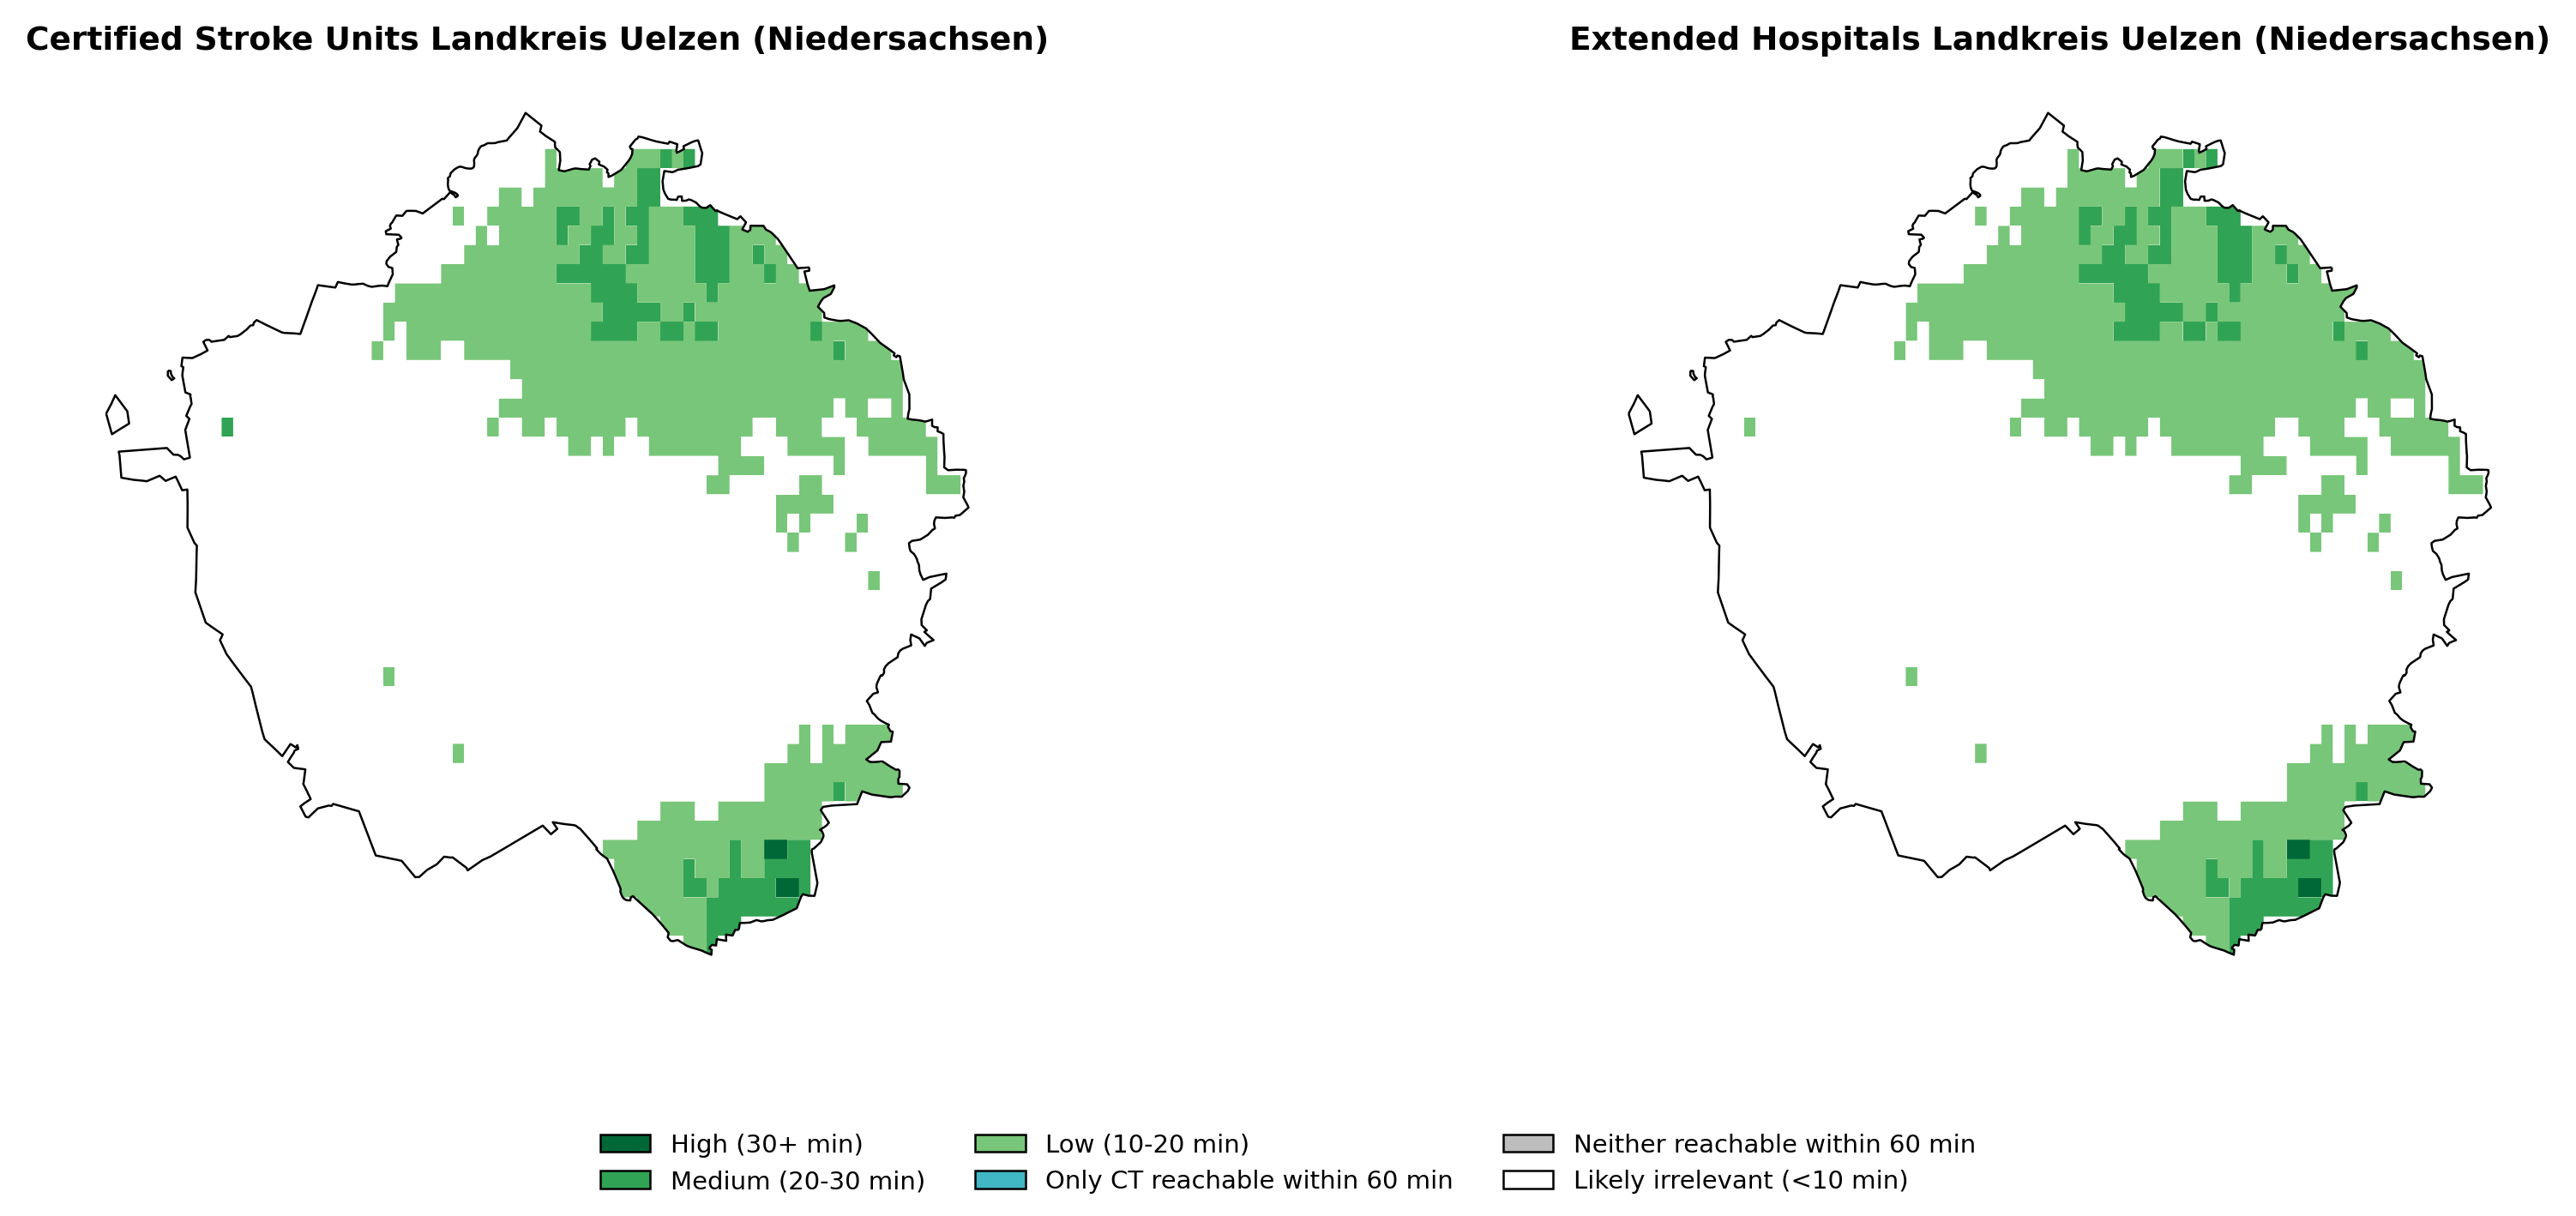 Certified Stroke Units Landkreis Uelzen (Niedersachsen)
Extended Hospitals Landkreis Uelzen (Niedersachsen)
High (30+ min)
Medium (20-30 min)
Low (10-20 min)
Only CT reachable within 60 min
Neither reachable within 60 min
Likely irrelevant (<10 min)